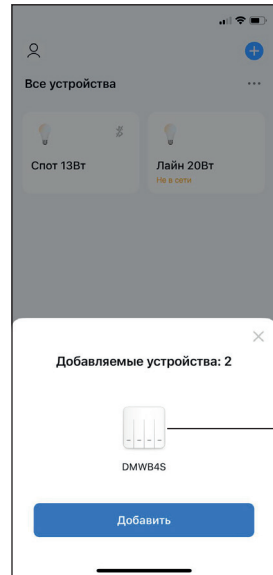 Все устройства
Спот 13Вт
Лайн 20Вт
Не в сети
Добавляемые устройства: 2
DMWB4S
Добавить